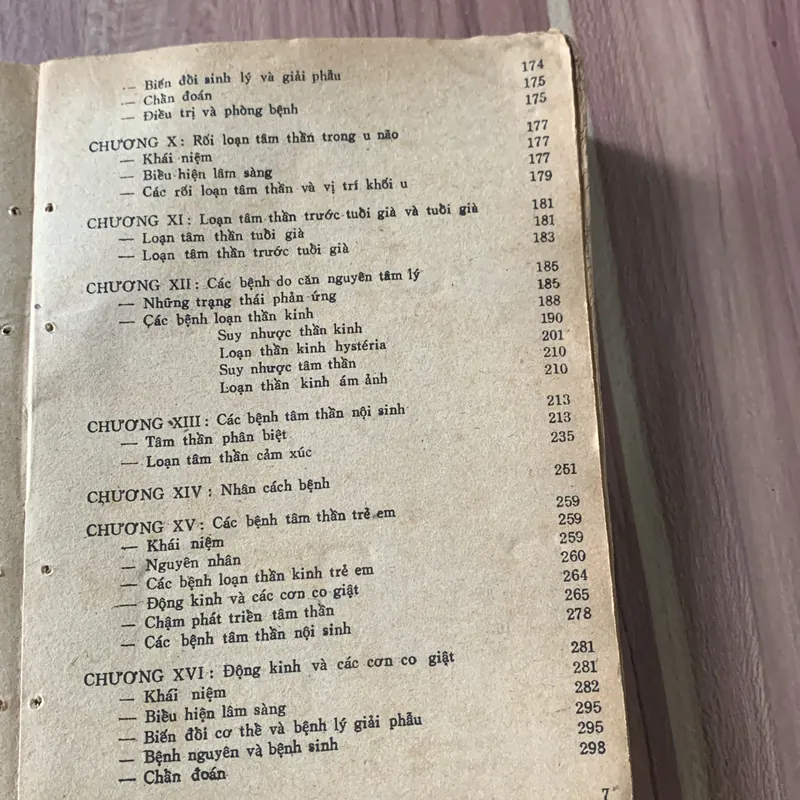 — Biến đổi sinh lý và giải phẫu 174
— Chẩn đoán 175
— Điều trị và phòng bệnh 175
CHƯƠNG X: Rối loạn tâm thần trong u não 177
— Khái niệm 177
— Biểu hiện lâm sàng 177
— Các rối loạn tâm thần và vị trí khối u 179
CHƯƠNG XI: Loạn tâm thần trước tuổi già và tuổi già 181
— Loạn tâm thần tuổi già 181
— Loạn tâm thần trước tuổi già 183
CHƯƠNG XII: Các bệnh do căn nguyên tâm lý 185
— Những trạng thái phản ứng 185
— Các bệnh loạn thần kinh 188
Suy nhược thần kinh 190
Loạn thần kinh hystéria 201
Suy nhược tâm thần 210
Loạn thần kinh ám ảnh 210
CHƯƠNG XIII: Các bệnh tâm thần nội sinh 213
— Tâm thần phân biệt 213
— Loạn tâm thần cảm xúc 235
CHƯƠNG XIV: Nhân cách bệnh 251
CHƯƠNG XV: Các bệnh tâm thần trẻ em 259
— Khái niệm 259
— Nguyên nhân 259
— Các bệnh loạn thần kinh trẻ em 260
— Động kinh và các cơn co giật 264
— Chậm phát triển tâm thần 265
— Các bệnh tâm thần nội sinh 278
CHƯƠNG XVI: Động kinh và các cơn co giật 281
— Khái niệm 281
— Biểu hiện lâm sàng 282
— Biến đổi cơ thể và bệnh lý giải phẫu 295
— Bệnh nguyên và bệnh sinh 295
— Chẩn đoán 298
7